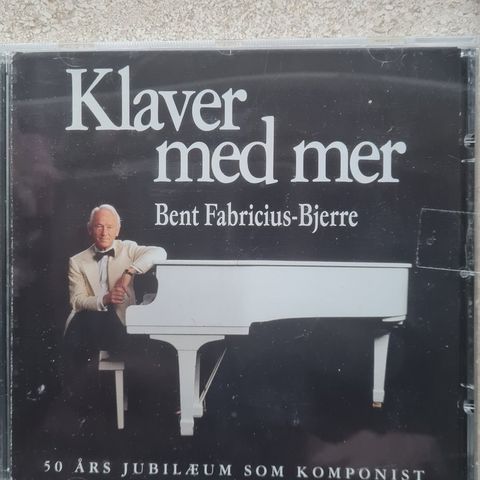 Klaver
med mer
Bent Fabricius-Bjerre
50 ÅRS JUBILÆUM SOM KOMPONIST